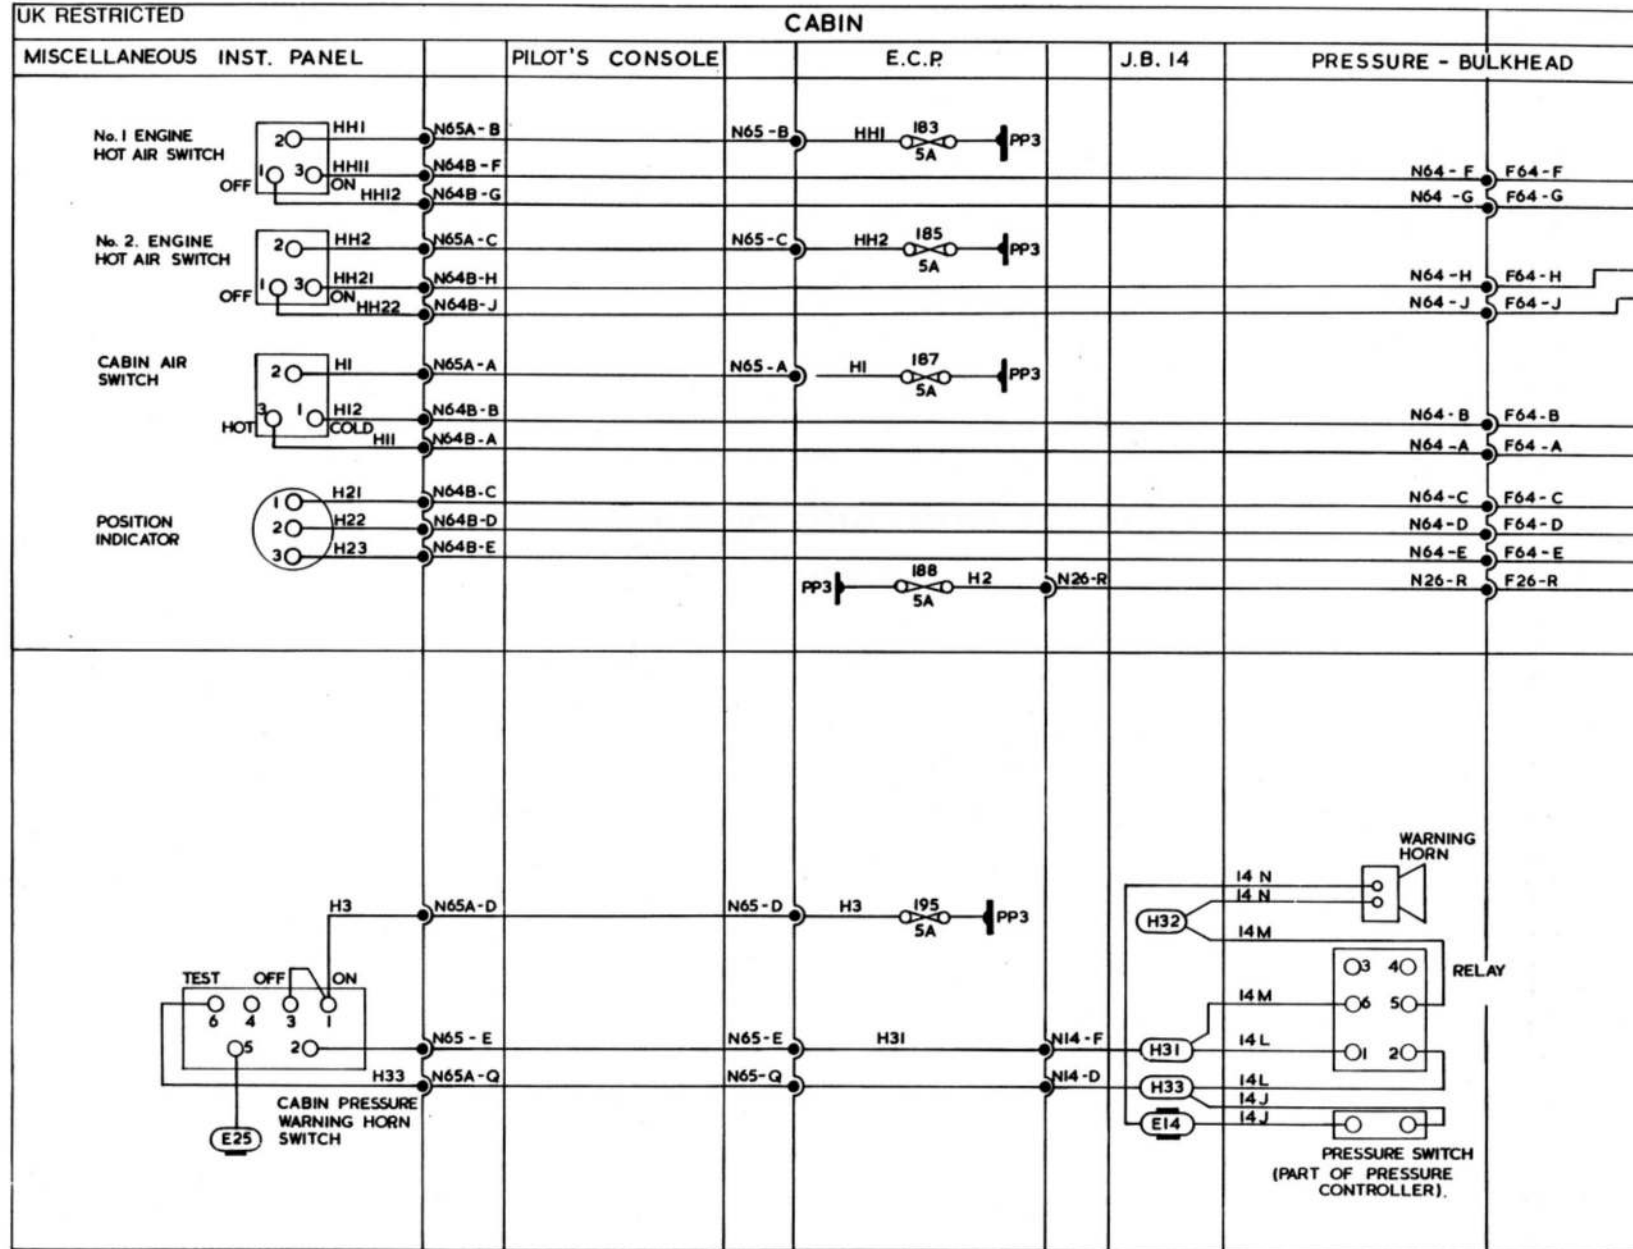 UK RESTRICTED
CABIN
MISCELLANEOUS INST. PANEL
PILOT'S CONSOLE
E.C.P.
J.B. 14
PRESSURE - BULKHEAD
No. 1 ENGINE
HOT AIR SWITCH
2
HH1
N65A - B
N65 - B
HH1
183
5A
PP3
1
3
HH11
OFF
ON
N64B - F
N64 - F
F64 - F
HH12
N64B - G
N64 - G
F64 - G
No. 2. ENGINE
HOT AIR SWITCH
2
HH2
N65A - C
N65 - C
HH2
185
5A
PP3
1
3
HH21
OFF
ON
N64B - H
N64 - H
F64 - H
HH22
N64B - J
N64 - J
F64 - J
CABIN AIR
SWITCH
2
H1
N65A - A
N65 - A
H1
187
5A
PP3
3
1
H12
HOT
COLD
N64B - B
N64 - B
F64 - B
H11
N64B - A
N64 - A
F64 - A
POSITION
INDICATOR
1
H21
N64B - C
N64 - C
F64 - C
2
H22
N64B - D
N64 - D
F64 - D
3
H23
N64B - E
N64 - E
F64 - E
PP3
188
5A
H2
N26 - R
N26 - R
F26 - R
WARNING
HORN
14 N
14 N
H3
N65A - D
N65 - D
H3
195
5A
PP3
H32
14M
TEST
OFF
ON
3
4
RELAY
6
4
3
1
14M
6
5
5
2
N65 - E
N65 - E
H31
N14 - F
H31
14L
1
2
H33
N65A - Q
N65 - Q
N14 - D
H33
14L
14J
CABIN PRESSURE
WARNING HORN
SWITCH
E25
E14
14J
PRESSURE SWITCH
(PART OF PRESSURE
CONTROLLER).